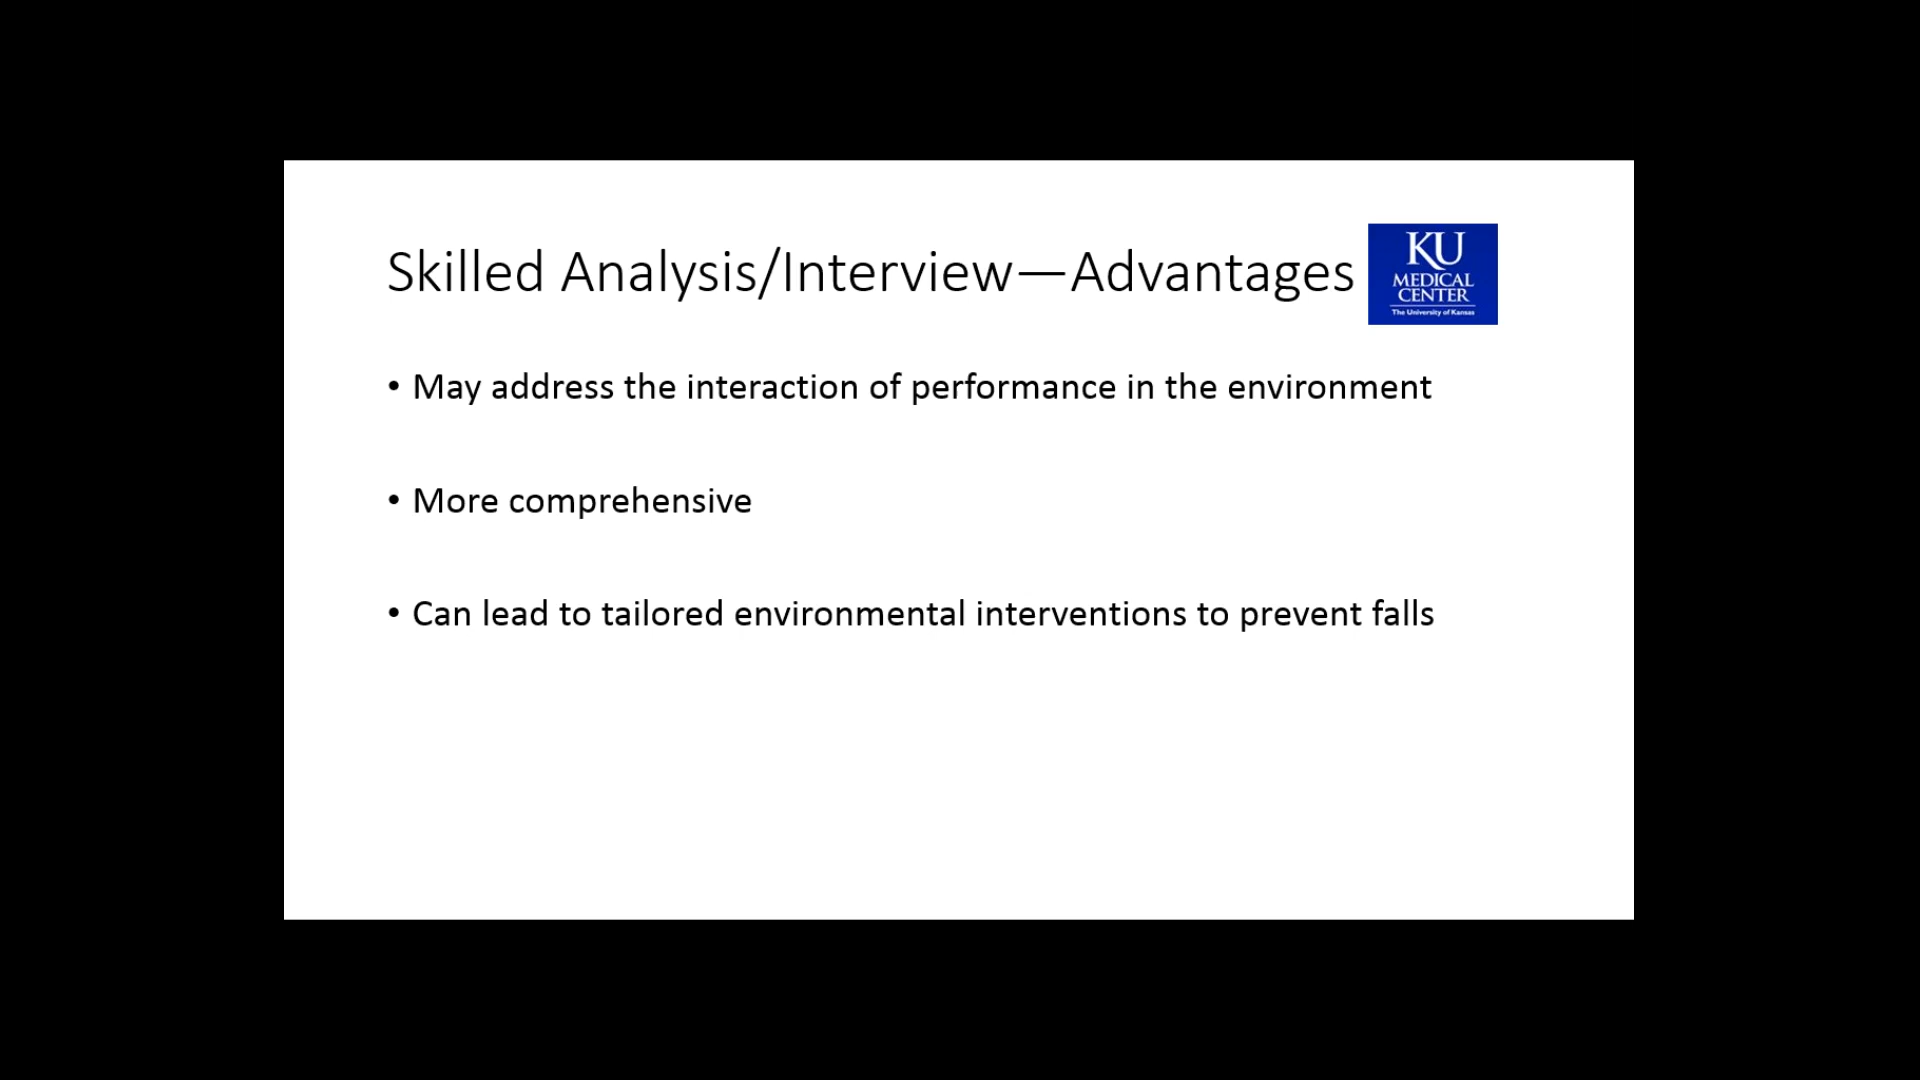 Skilled Analysis/Interview—Advantages
KU
MEDICAL
CENTER
The University of Kansas
• May address the interaction of performance in the environment
• More comprehensive
• Can lead to tailored environmental interventions to prevent falls